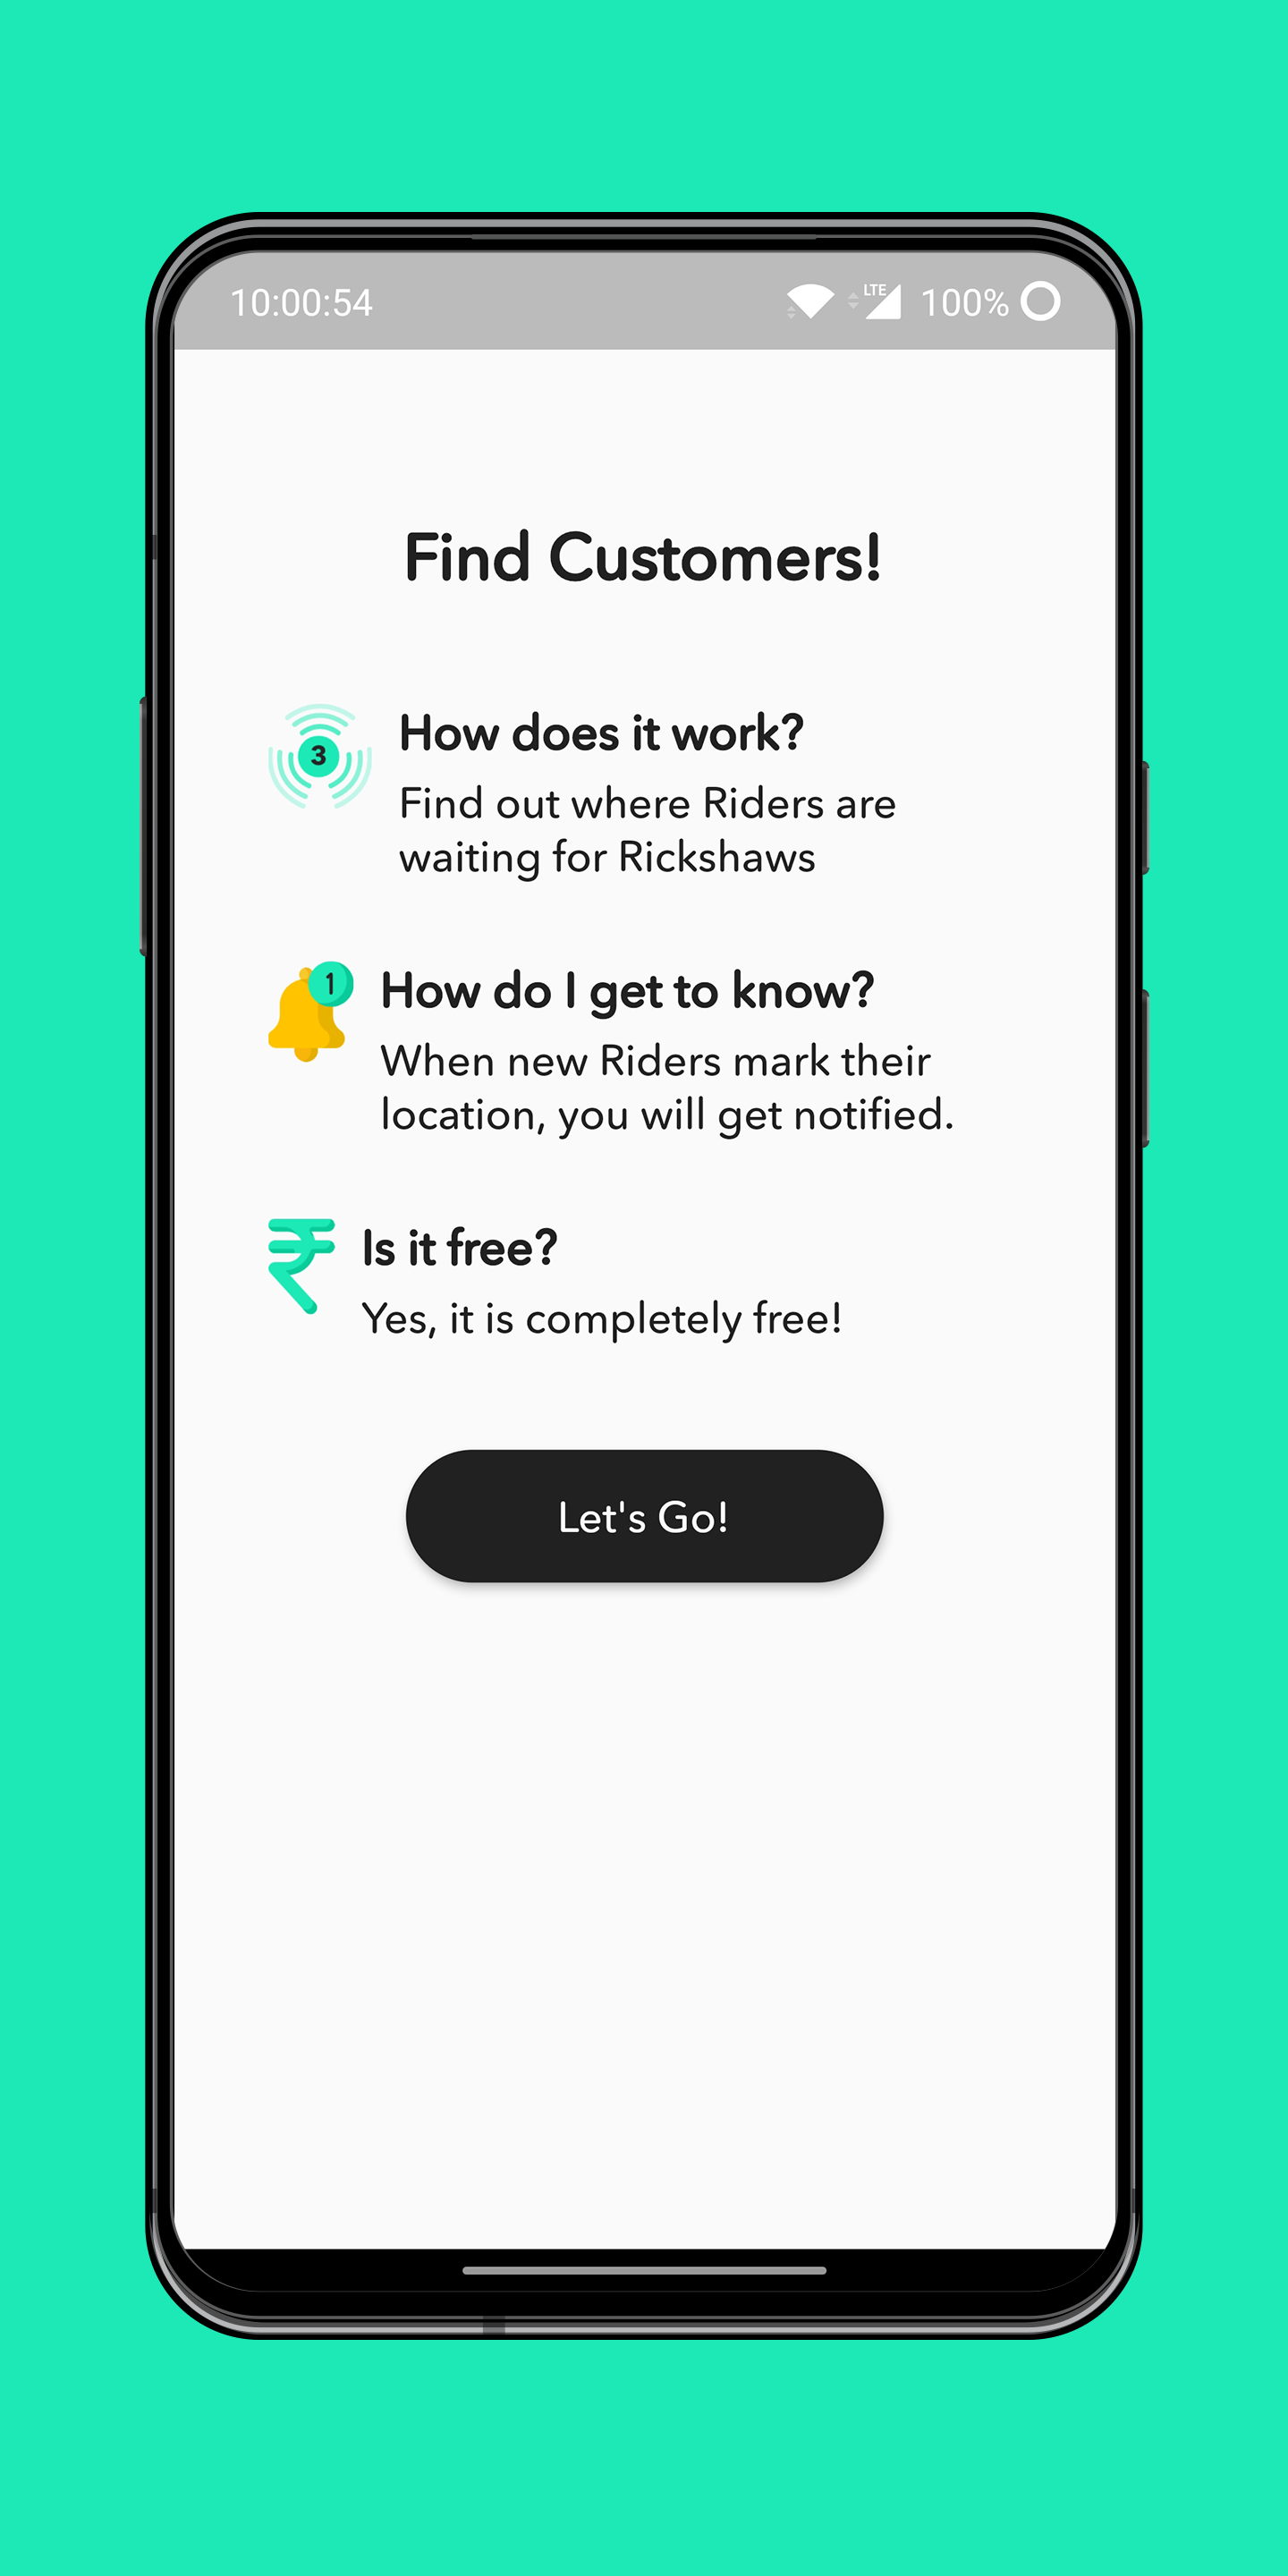 10:00:54 LTE 100%
Find Customers!
3
How does it work?
Find out where Riders are
waiting for Rickshaws
1
How do I get to know?
When new Riders mark their
location, you will get notified.
₹
Is it free?
Yes, it is completely free!
Let's Go!